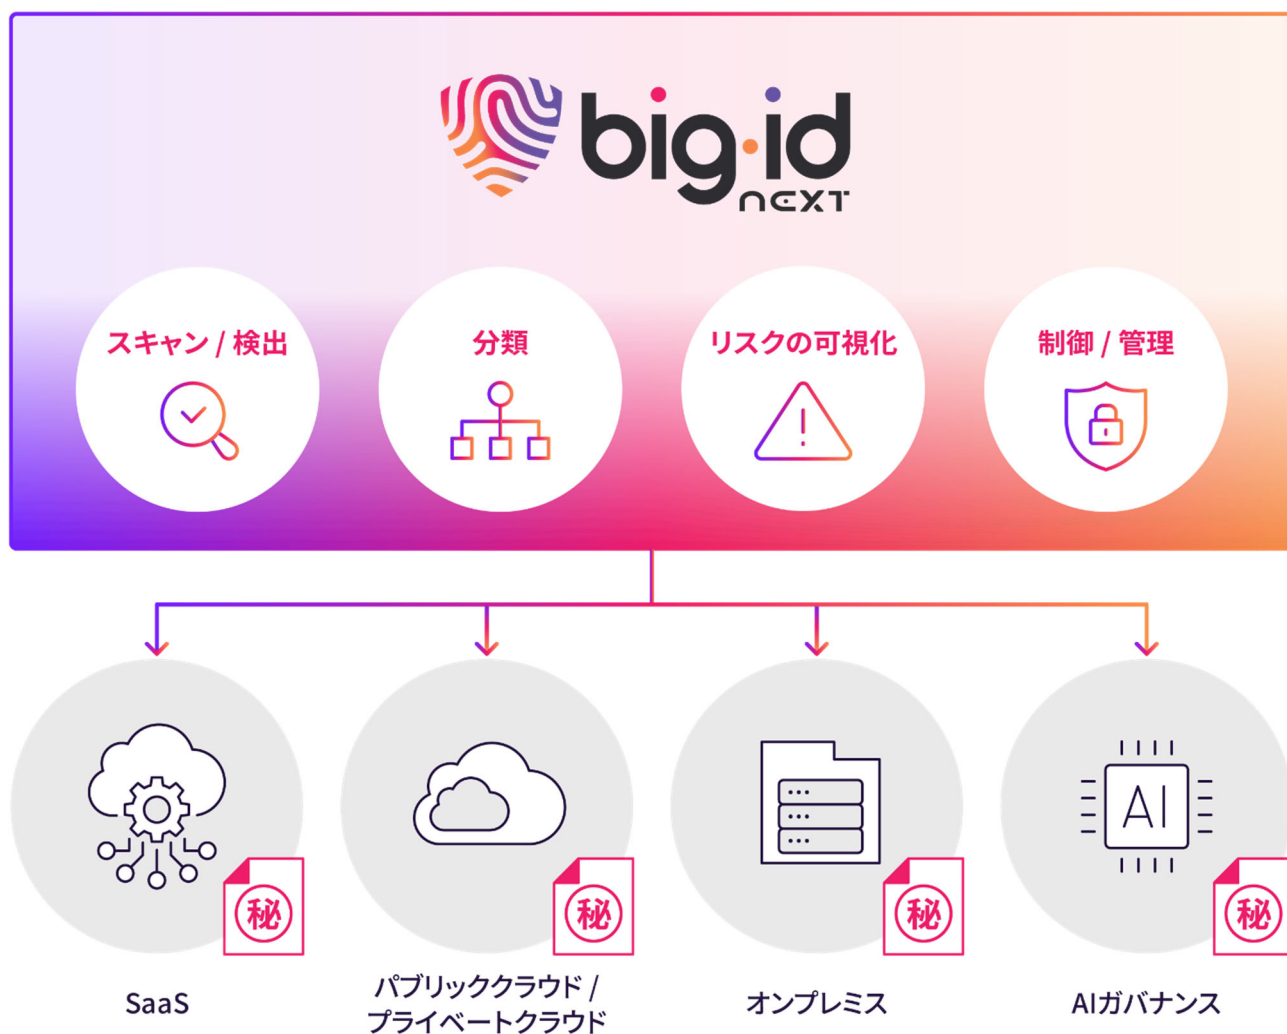 big·id
next
スキャン / 検出
分類
リスクの可視化
制御 / 管理
AI
秘
秘
秘
秘
SaaS
パブリッククラウド /
プライベートクラウド
オンプレミス
AIガバナンス